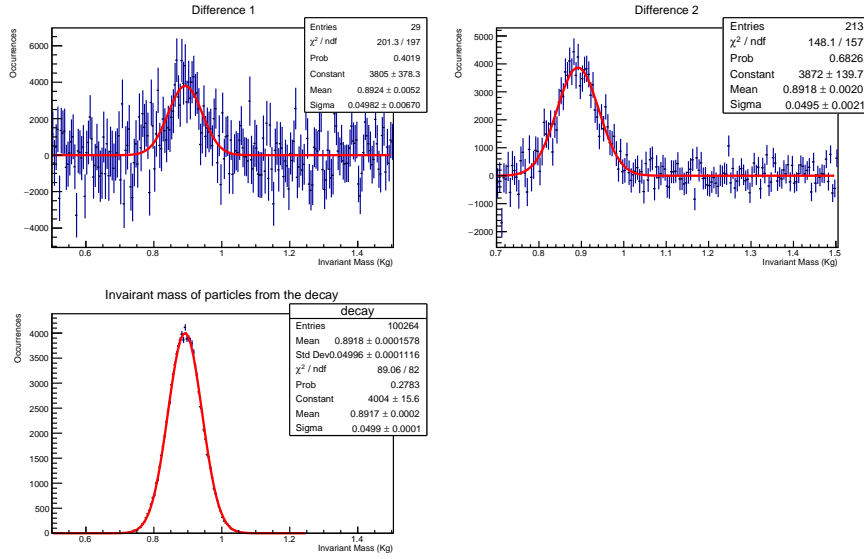 Difference 1
Occurrences
6000
4000
2000
0
−2000
−4000
0.6
0.8
1
1.2
1.4
Invariant Mass (Kg)
Entries 29
χ² / ndf 201.3 / 197
Prob 0.4019
Constant 3805 ± 378.3
Mean 0.8924 ± 0.0052
Sigma 0.04982 ± 0.00670
Difference 2
Occurrences
5000
4000
3000
2000
1000
0
−1000
−2000
0.7
0.8
0.9
1
1.1
1.2
1.3
1.4
1.5
Invariant Mass (Kg)
Entries 213
χ² / ndf 148.1 / 157
Prob 0.6826
Constant 3872 ± 139.7
Mean 0.8918 ± 0.0020
Sigma 0.0495 ± 0.0021
Invairant mass of particles from the decay
Occurrences
4000
3500
3000
2500
2000
1500
1000
500
0
0.6
0.8
1
1.2
1.4
Invariant Mass (Kg)
decay
Entries 100264
Mean 0.8918 ± 0.0001578
Std Dev0.04996 ± 0.0001116
χ² / ndf 89.06 / 82
Prob 0.2783
Constant 4004 ± 15.6
Mean 0.8917 ± 0.0002
Sigma 0.0499 ± 0.0001